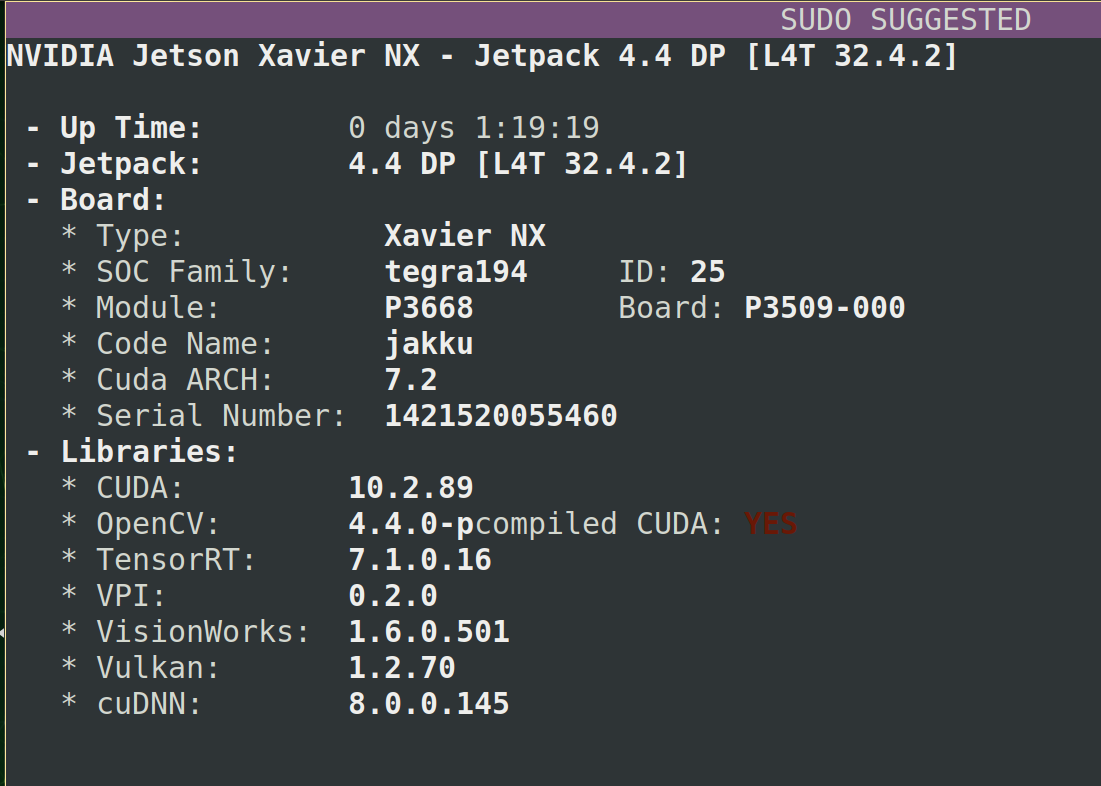 SUDO SUGGESTED
NVIDIA Jetson Xavier NX - Jetpack 4.4 DP [L4T 32.4.2]
- Up Time: 0 days 1:19:19
- Jetpack: 4.4 DP [L4T 32.4.2]
- Board:
* Type: Xavier NX
* SOC Family: tegra194 ID: 25
* Module: P3668 Board: P3509-000
* Code Name: jakku
* Cuda ARCH: 7.2
* Serial Number: 1421520055460
- Libraries:
* CUDA: 10.2.89
* OpenCV: 4.4.0-pcompiled CUDA: YES
* TensorRT: 7.1.0.16
* VPI: 0.2.0
* VisionWorks: 1.6.0.501
* Vulkan: 1.2.70
* cuDNN: 8.0.0.145